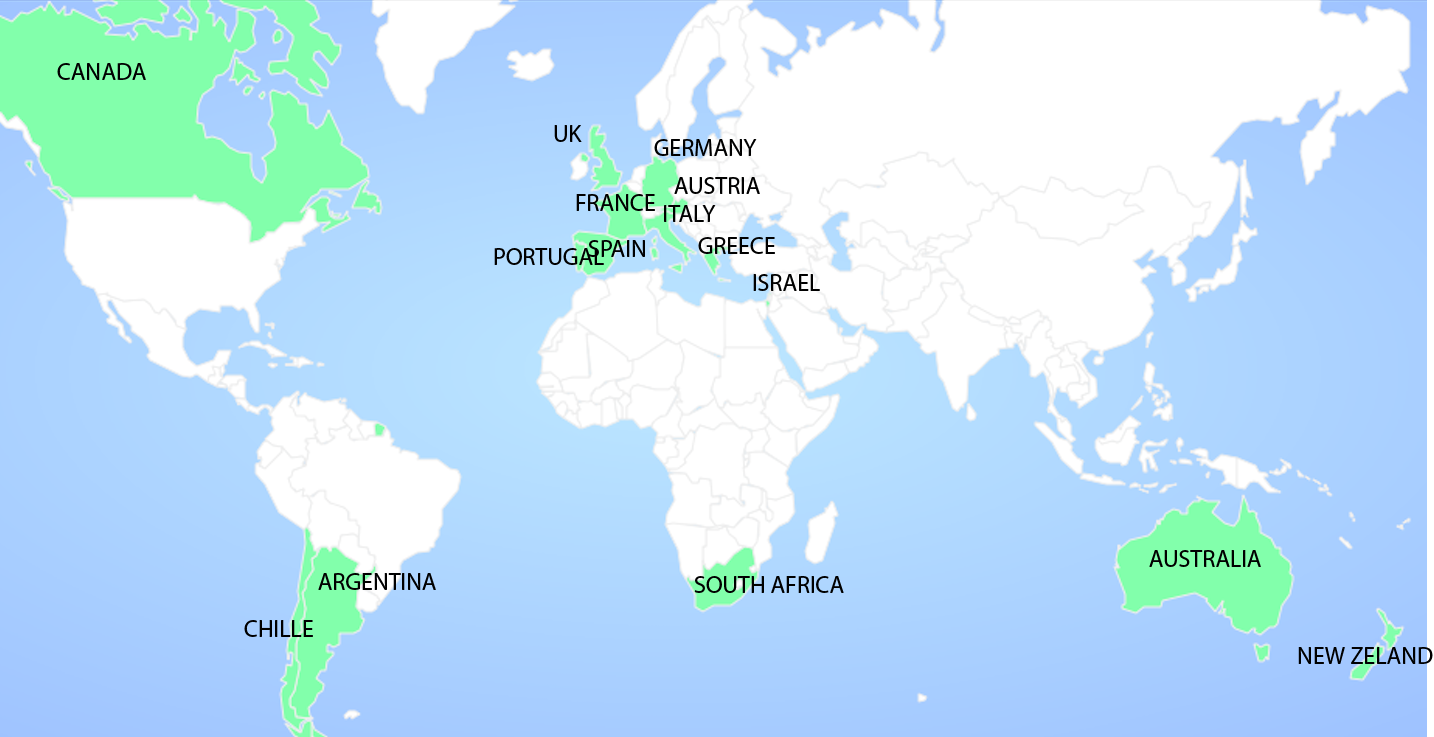 CANADA
UK
GERMANY
AUSTRIA
FRANCE
ITALY
GREECE
SPAIN
PORTUGAL
ISRAEL
AUSTRALIA
ARGENTINA
SOUTH AFRICA
CHILLE
NEW ZELAND